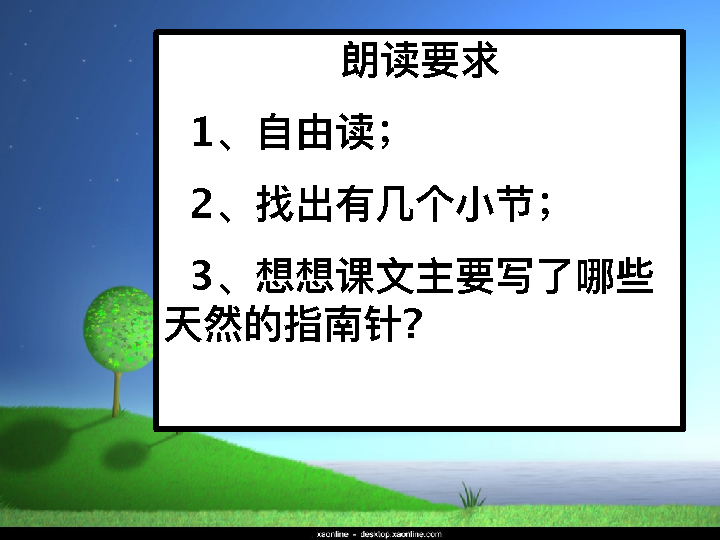 朗读要求
1、自由读；
2、找出有几个小节；
3、想想课文主要写了哪些
天然的指南针？
xaonline - desktop.xaonline.com